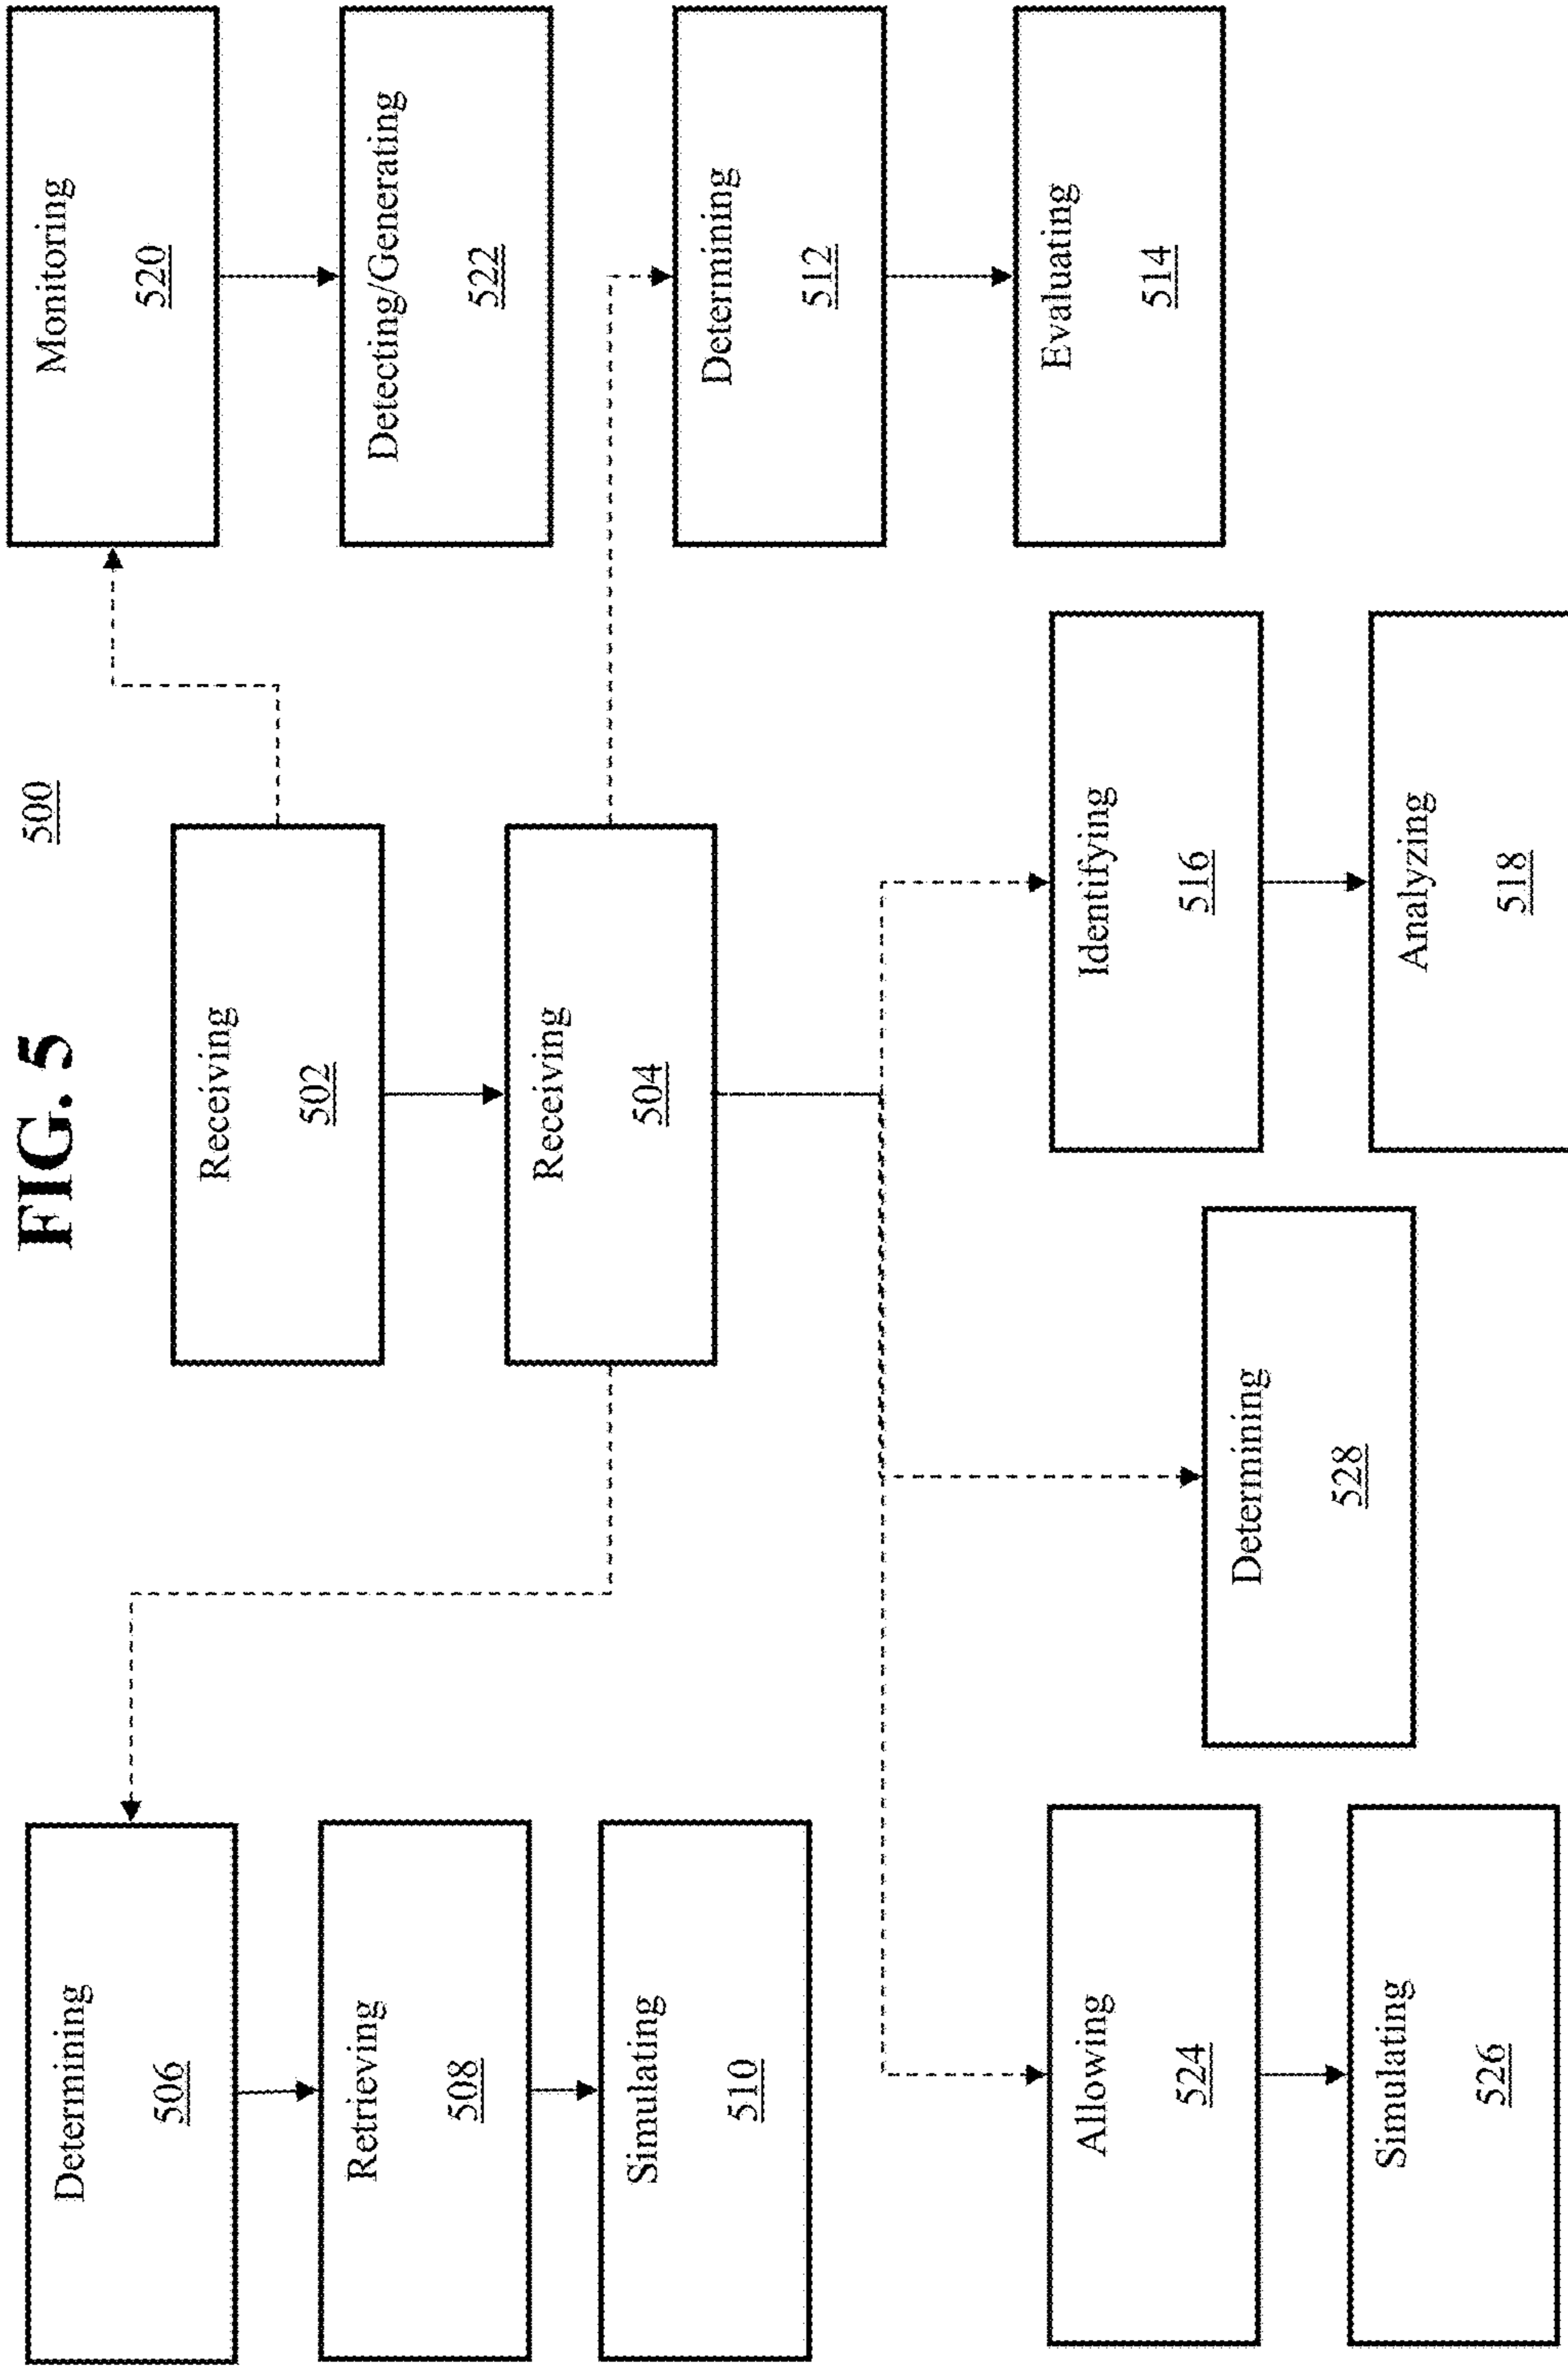 FIG. 5
500
Receiving
502
Receiving
504
Determining
506
Retrieving
508
Simulating
510
Determining
512
Evaluating
514
Identifying
516
Analyzing
518
Monitoring
520
Detecting/Generating
522
Allowing
524
Simulating
526
Determining
528